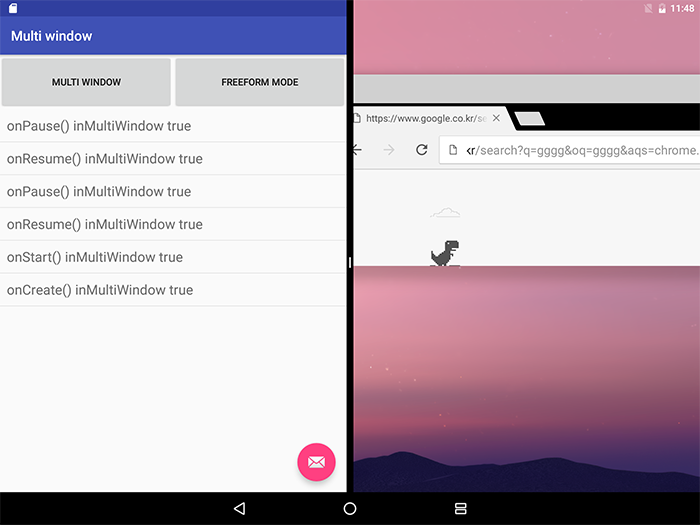 11:48
Multi window
MULTI WINDOW
FREEFORM MODE
onPause() inMultiWindow true
onResume() inMultiWindow true
onPause() inMultiWindow true
onResume() inMultiWindow true
onStart() inMultiWindow true
onCreate() inMultiWindow true
https://www.google.co.kr/se
kr/search?q=gggg&oq=gggg&aqs=chrome.